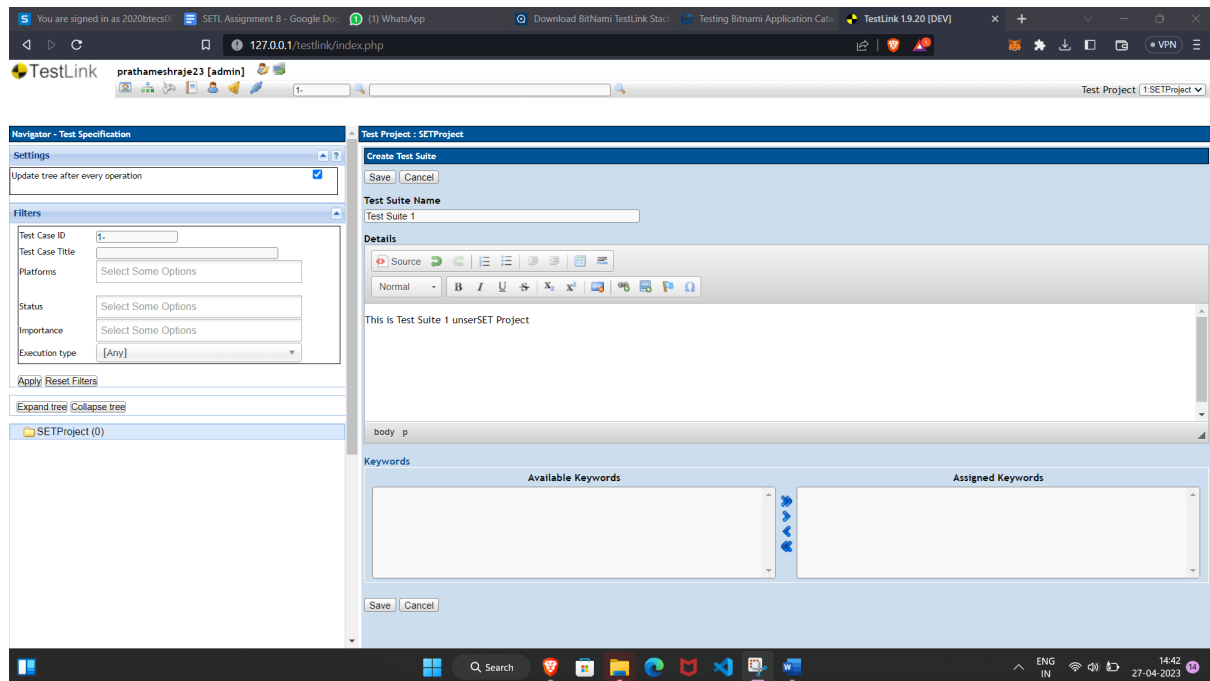 You are signed in as 2020btecs00
SETL Assignment 8 - Google Doc
(1) WhatsApp
Download BitNami TestLink Stack
Testing Bitnami Application Cata
TestLink 1.9.20 [DEV]
127.0.0.1/testlink/index.php
VPN
TestLink
prathameshraje23 [admin]
1-
Test Project 1:SETProject
Navigator - Test Specification
Settings
?
Update tree after every operation
Filters
Test Case ID 1-
Test Case Title
Platforms Select Some Options
Status Select Some Options
Importance Select Some Options
Execution type [Any]
Apply Reset Filters
Expand tree Collapse tree
SETProject (0)
Test Project : SETProject
Create Test Suite
Save Cancel
Test Suite Name
Test Suite 1
Details
Source
Normal B I U S X₂ x² Ω
This is Test Suite 1 unserSET Project
body p
Keywords
Available Keywords Assigned Keywords
Save Cancel
Search
ENG
IN
14:42
27-04-2023
14